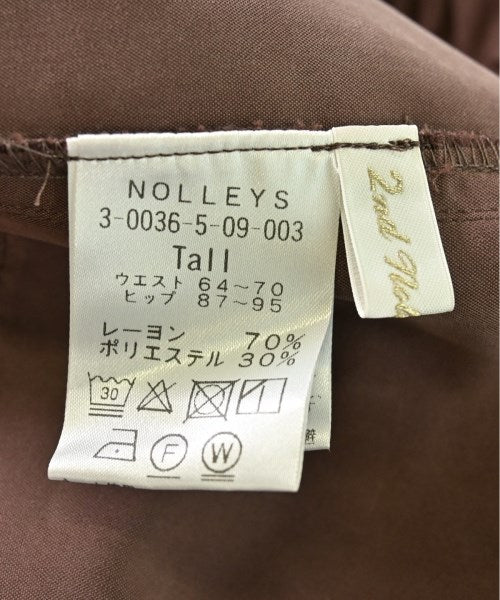 NOLLEYS
3-0036-5-09-003
Tall
ウエスト 64～70
ヒップ 87～95
レーヨン 70%
ポリエステル 30%
30
F W
2nd